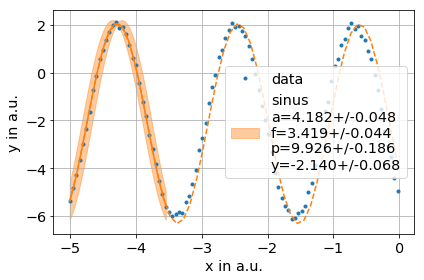 2
0
−2
−4
−6
y in a.u.
data
sinus
a=4.182+/-0.048
f=3.419+/-0.044
p=9.926+/-0.186
y=-2.140+/-0.068
−5 −4 −3 −2 −1 0
x in a.u.